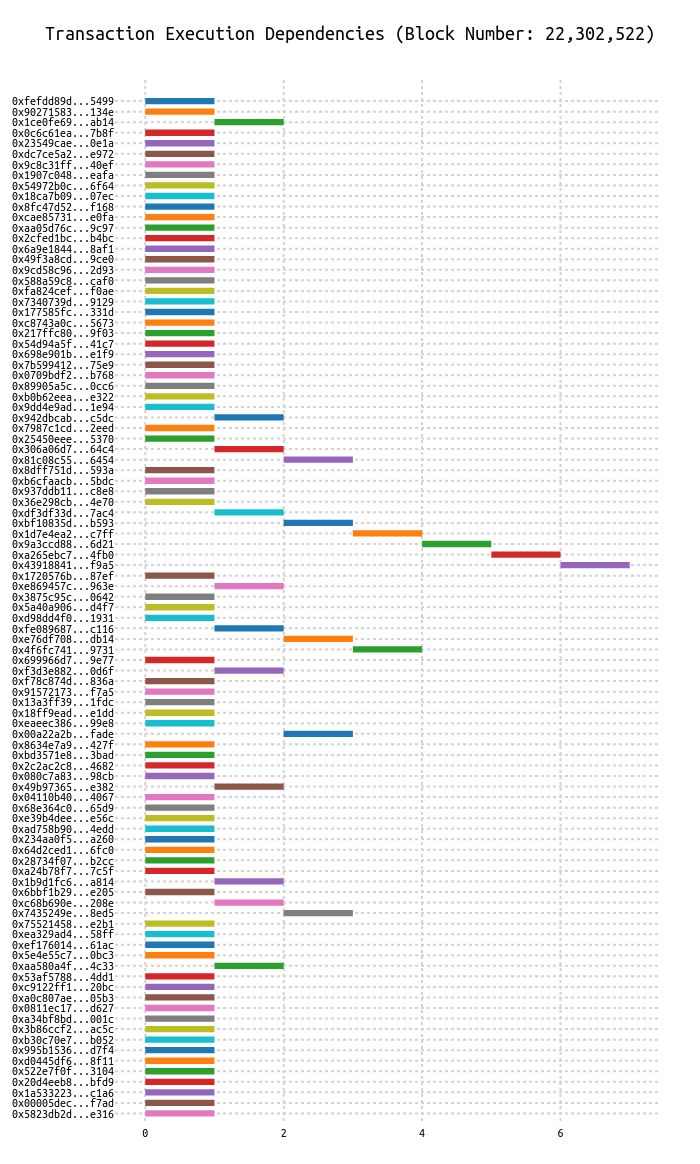 Transaction Execution Dependencies (Block Number: 22,302,522)
0xfefdd89d...5499
0x90271583...134e
0x1ce0fe69...ab14
0x0c6c61ea...7b8f
0x23549cae...0e1a
0xdc7ce5a2...e972
0x9c8c31ff...40ef
0x1907c048...eafa
0x54972b0c...6f64
0x18ca7b09...07ec
0x8fc47d52...f168
0xcae85731...e0fa
0xaa05d76c...9c97
0x2cfed1bc...b4bc
0x6a9e1844...8af1
0x49f3a8cd...9ce0
0x9cd58c96...2d93
0x588a59c8...caf0
0xfa824cef...f0ae
0x7340739d...9129
0x177585fc...331d
0xc8743a0c...5673
0x217ffc80...9f03
0x54d94a5f...41c7
0x698e901b...e1f9
0x7b599412...75e9
0x0709bdf2...b768
0x89905a5c...0cc6
0xb0b62eea...e322
0x9dd4e9ad...1e94
0x942dbcab...c5dc
0x7987c1cd...2eed
0x25450eee...5370
0x306a06d7...64c4
0x81c08c55...6454
0x8dff751d...593a
0xb6cfaacb...5bdc
0x937ddb11...c8e8
0x36e298cb...4e70
0xdf3df33d...7ac4
0xbf10835d...b593
0x1d7e4ea2...c7ff
0x9a3ccd88...6d21
0xa265ebc7...4fb0
0x43918841...f9a5
0x1720576b...87ef
0xe869457c...963e
0x3875c95c...0642
0x5a40a906...d4f7
0xd98dd4f0...1931
0xfe089687...c116
0xe76df708...db14
0x4f6fc741...9731
0x699966d7...9e77
0xf3d3e882...0d6f
0xf78c874d...836a
0x91572173...f7a5
0x13a3ff39...1fdc
0x18ff9ead...e1dd
0xeaeec386...99e8
0x00a22a2b...fade
0x8634e7a9...427f
0xbd3571e8...3bad
0x2c2ac2c8...4682
0x080c7a83...98cb
0x49b97365...e382
0x04110b40...4067
0x68e364c0...65d9
0xe39b4dee...e56c
0xad758b90...4edd
0x234aa0f5...a260
0x64d2ced1...6fc0
0x28734f07...b2cc
0xa24b78f7...7c5f
0x1b9d1fc6...a814
0x6bbf1b29...e205
0xc68b690e...208e
0x7435249e...8ed5
0x75521458...e2b1
0xea329ad4...58ff
0xef176014...61ac
0x5e4e55c7...0bc3
0xaa580a4f...4c33
0x53af5788...4dd1
0xc9122ff1...20bc
0xa0c807ae...05b3
0x0811ec17...d627
0xa34bf8bd...001c
0x3b86ccf2...ac5c
0xb30c70e7...b052
0x995b1536...d7f4
0xd0445df6...8f11
0x522e7f0f...3104
0x20d4eeb8...bfd9
0x1a533223...c1a6
0x00005dec...f7ad
0x5823db2d...e316
0 2 4 6